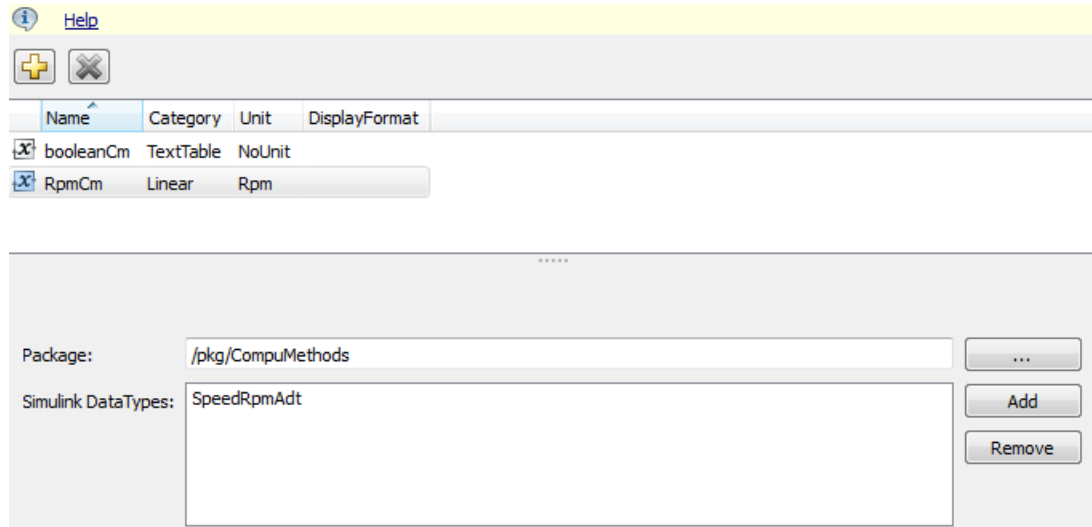 Help
Name Category Unit DisplayFormat
booleanCm TextTable NoUnit
RpmCm Linear Rpm
Package: /pkg/CompuMethods ...
Simulink DataTypes: SpeedRpmAdt Add
Remove